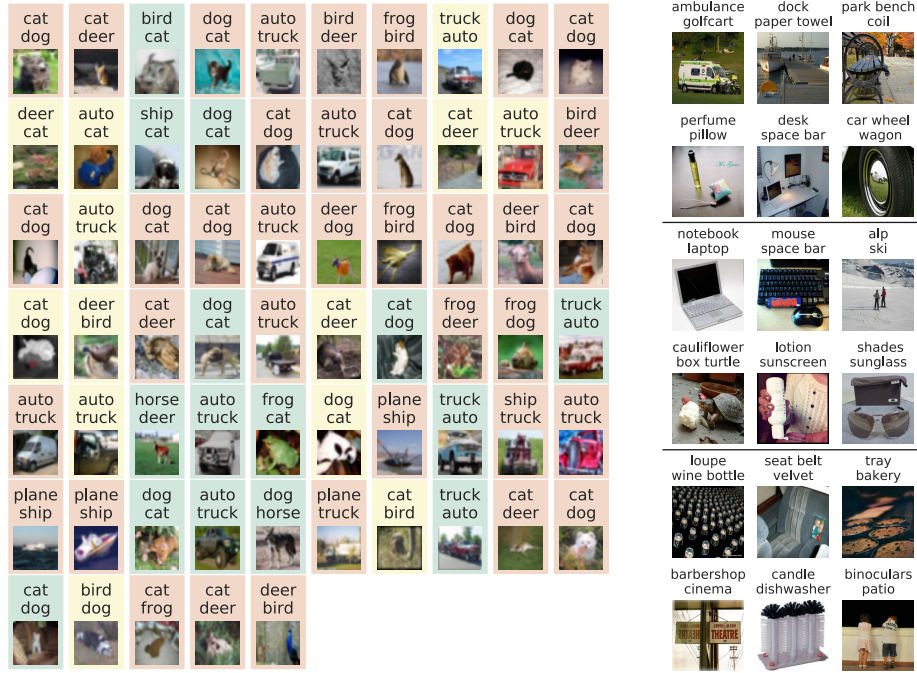 cat cat bird dog auto bird frog truck dog cat
dog deer cat cat truck deer bird auto cat dog
deer auto ship dog cat auto cat cat auto bird
cat cat cat cat dog truck dog deer truck deer
cat auto dog cat auto deer frog cat deer cat
dog truck cat dog truck dog bird dog bird dog
cat deer cat dog auto cat cat frog frog truck
dog bird deer cat truck deer dog deer dog auto
auto auto horse auto frog dog plane truck ship auto
truck truck deer truck cat cat ship auto truck truck
plane plane dog auto dog plane cat truck cat cat
ship ship cat truck horse truck bird auto deer dog
cat bird cat cat deer
dog dog frog deer bird
ambulance dock park bench
golfcart paper towel coil
perfume desk car wheel
pillow space bar wagon
notebook mouse alp
laptop space bar ski
cauliflower lotion shades
box turtle sunscreen sunglass
loupe seat belt tray
wine bottle velvet bakery
barbershop candle binoculars
cinema dishwasher patio
THEATRE